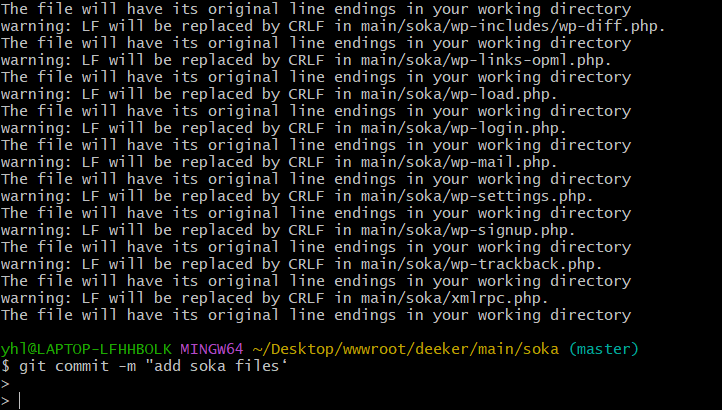 The file will have its original line endings in your working directory
warning: LF will be replaced by CRLF in main/soka/wp-includes/wp-diff.php.
The file will have its original line endings in your working directory
warning: LF will be replaced by CRLF in main/soka/wp-links-opml.php.
The file will have its original line endings in your working directory
warning: LF will be replaced by CRLF in main/soka/wp-load.php.
The file will have its original line endings in your working directory
warning: LF will be replaced by CRLF in main/soka/wp-login.php.
The file will have its original line endings in your working directory
warning: LF will be replaced by CRLF in main/soka/wp-mail.php.
The file will have its original line endings in your working directory
warning: LF will be replaced by CRLF in main/soka/wp-settings.php.
The file will have its original line endings in your working directory
warning: LF will be replaced by CRLF in main/soka/wp-signup.php.
The file will have its original line endings in your working directory
warning: LF will be replaced by CRLF in main/soka/wp-trackback.php.
The file will have its original line endings in your working directory
warning: LF will be replaced by CRLF in main/soka/xmlrpc.php.
The file will have its original line endings in your working directory
yhl@LAPTOP-LFHHBOLK MINGW64 ~/Desktop/wwwroot/deeker/main/soka (master)
$ git commit -m "add soka files‘
>
>